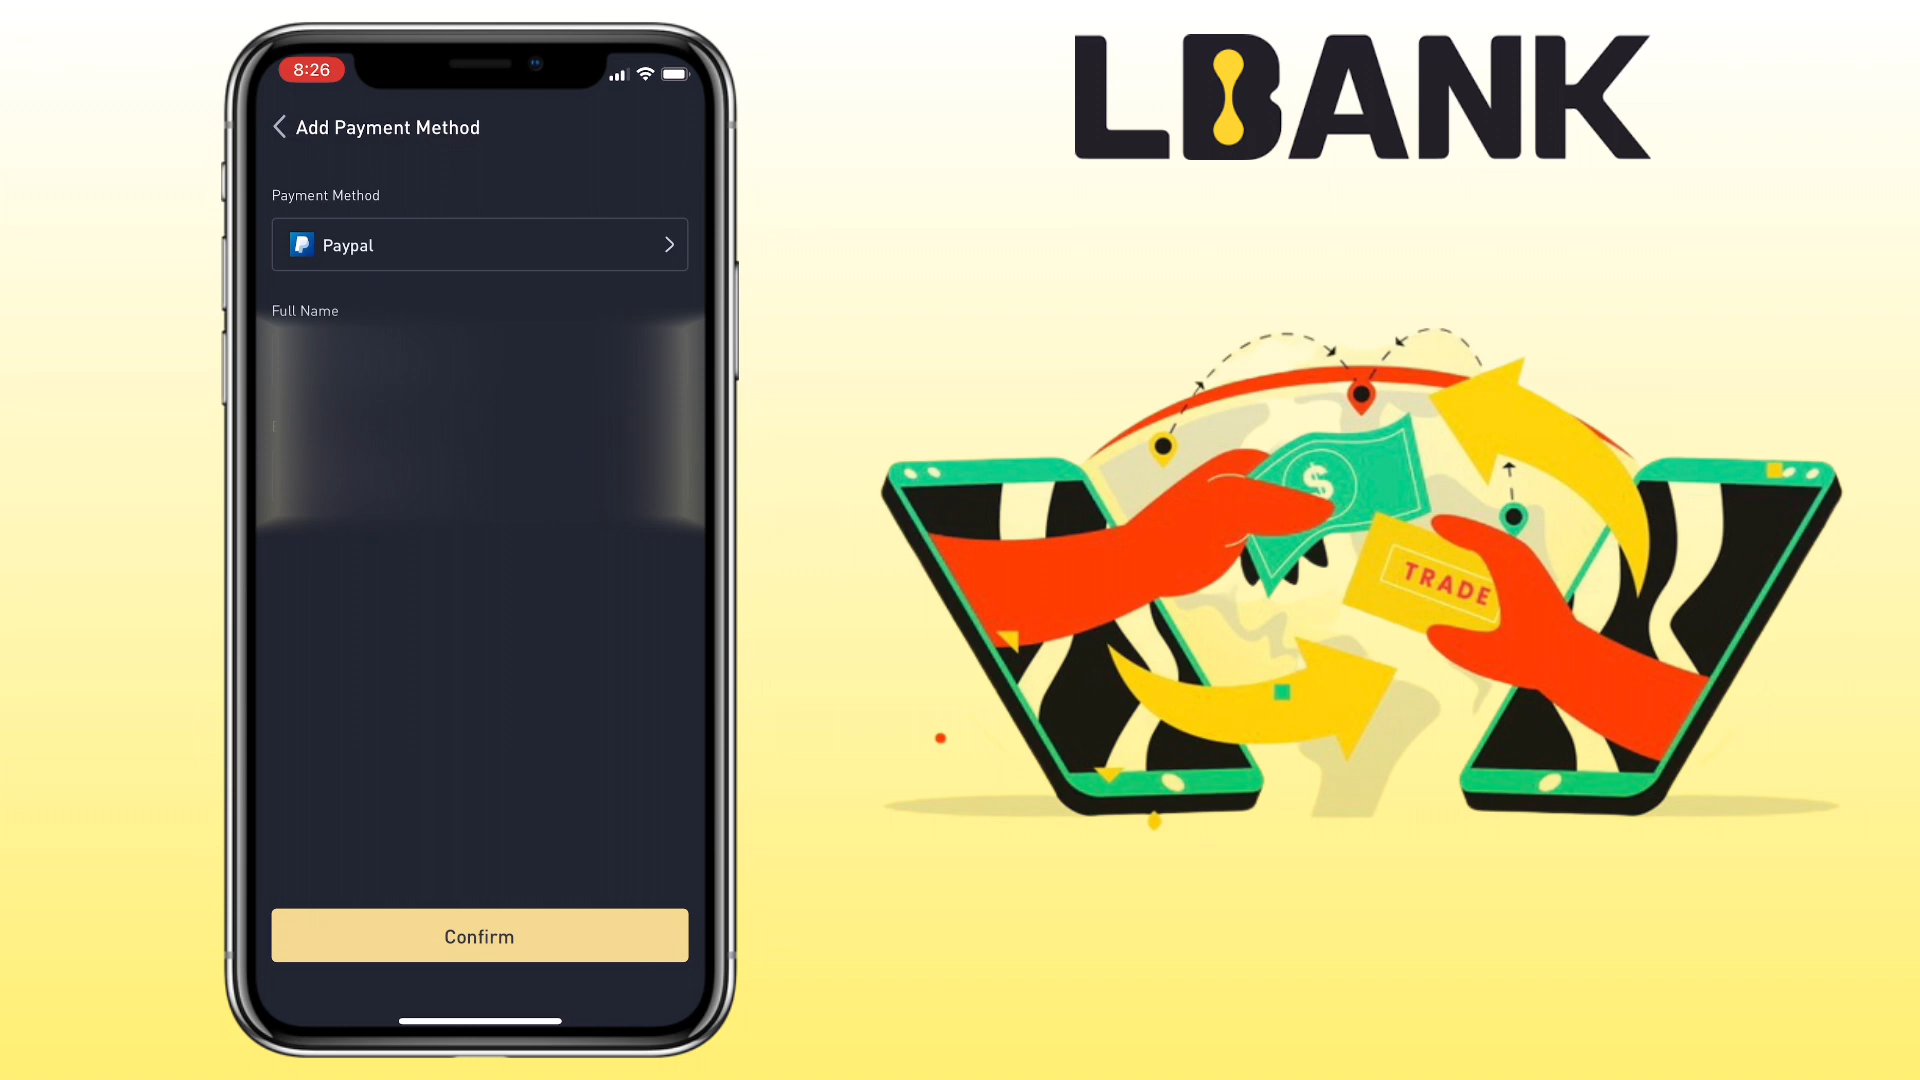 8:26
Add Payment Method
Payment Method
Paypal
Full Name
Confirm
LBANK
$
TRADE